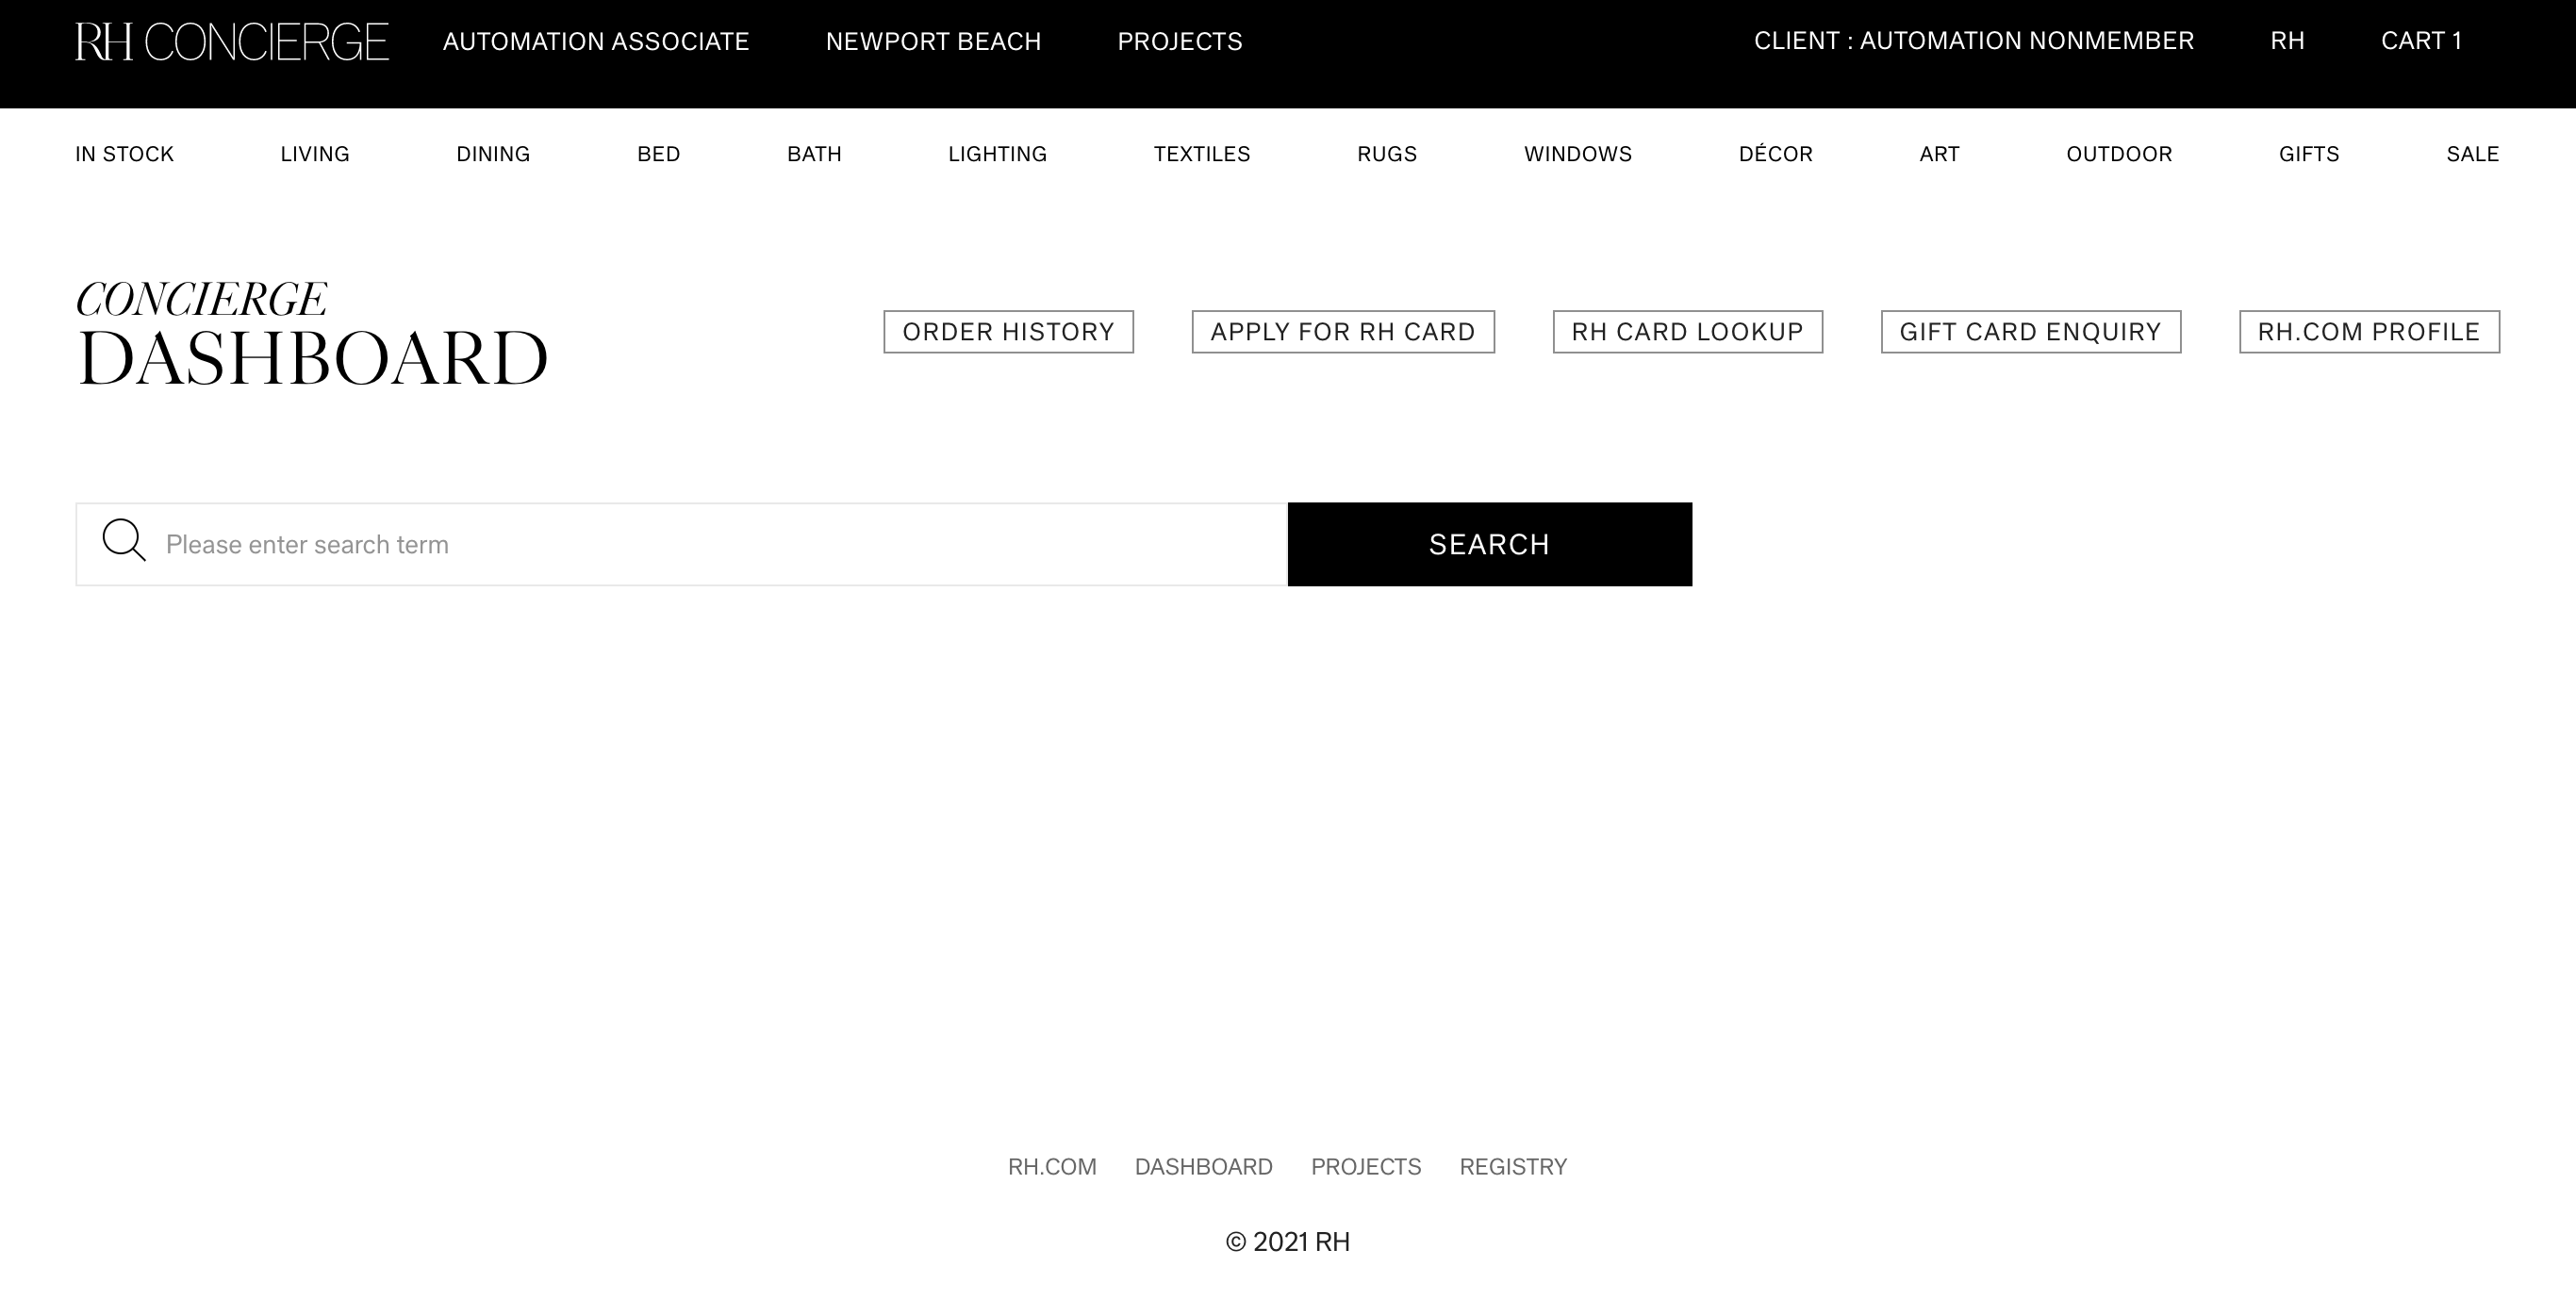 RH CONCIERGE AUTOMATION ASSOCIATE NEWPORT BEACH PROJECTS CLIENT : AUTOMATION NONMEMBER RH CART 1
IN STOCK LIVING DINING BED BATH LIGHTING TEXTILES RUGS WINDOWS DÉCOR ART OUTDOOR GIFTS SALE
CONCIERGE
DASHBOARD
ORDER HISTORY APPLY FOR RH CARD RH CARD LOOKUP GIFT CARD ENQUIRY RH.COM PROFILE
Please enter search term SEARCH
RH.COM DASHBOARD PROJECTS REGISTRY
© 2021 RH